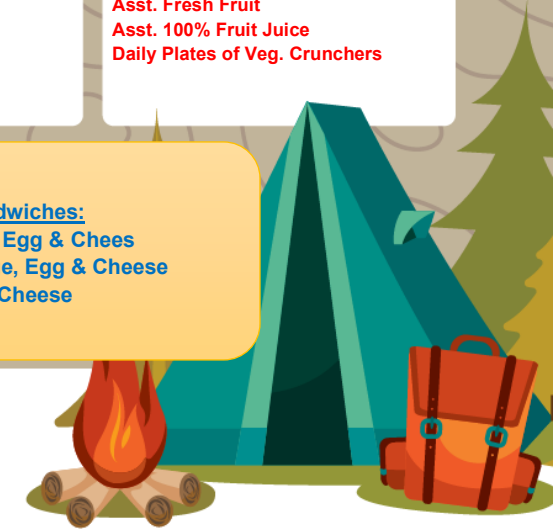 Asst. Fresh Fruit
Asst. 100% Fruit Juice
Daily Plates of Veg. Crunchers
dwiches:
Egg & Chees
e, Egg & Cheese
Cheese